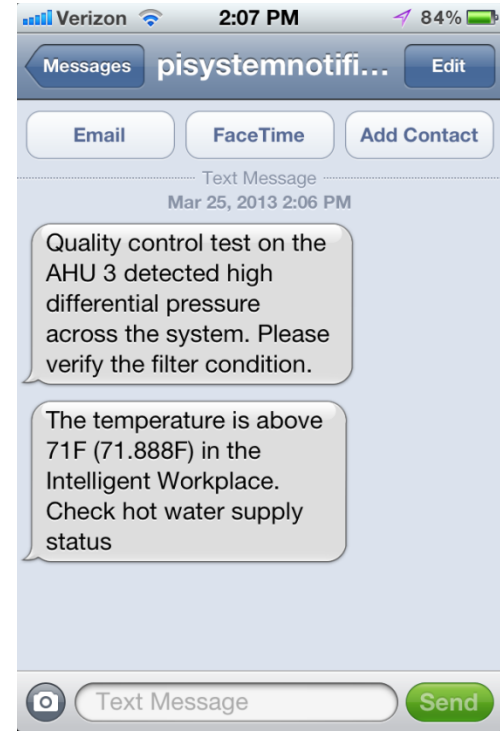 Verizon 2:07 PM 84%
Messages pisystemnotifi... Edit
Email FaceTime Add Contact
Text Message
Mar 25, 2013 2:06 PM
Quality control test on the
AHU 3 detected high
differential pressure
across the system. Please
verify the filter condition.
The temperature is above
71F (71.888F) in the
Intelligent Workplace.
Check hot water supply
status
Text Message Send